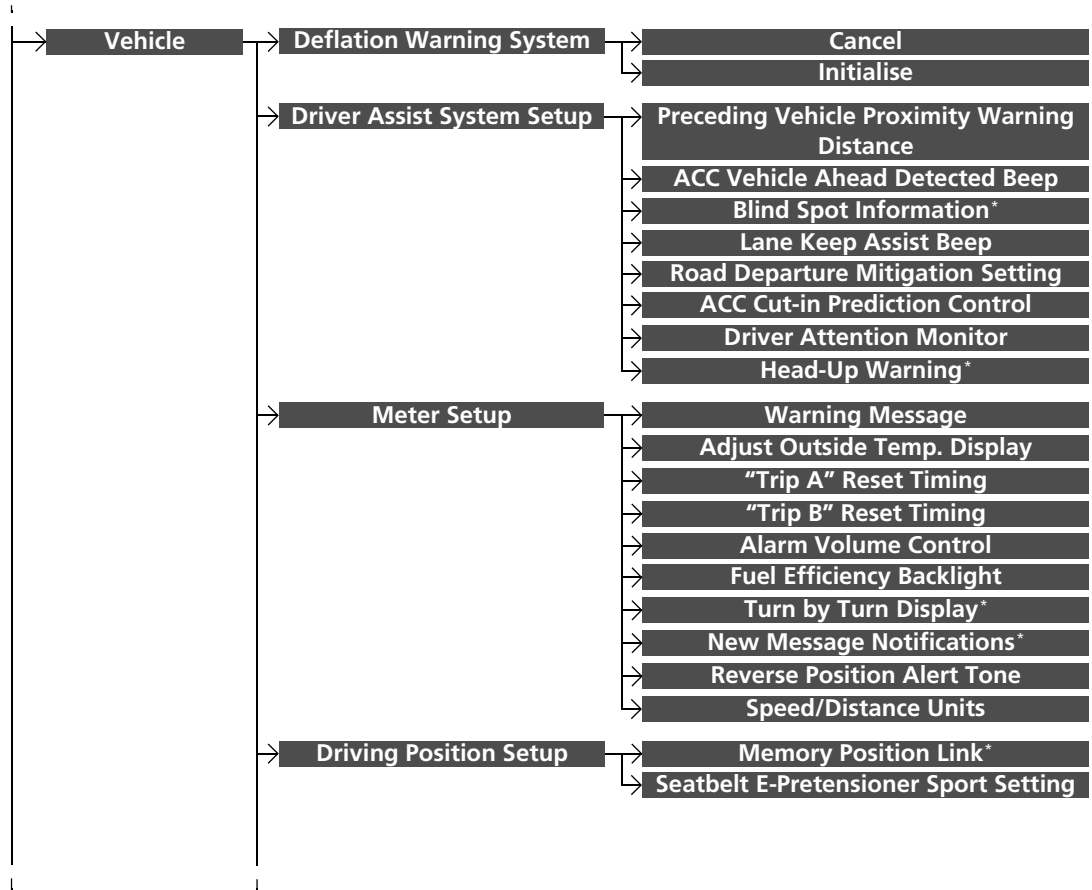 Vehicle
Deflation Warning System
Cancel
Initialise
Driver Assist System Setup
Preceding Vehicle Proximity Warning
Distance
ACC Vehicle Ahead Detected Beep
Blind Spot Information*
Lane Keep Assist Beep
Road Departure Mitigation Setting
ACC Cut-in Prediction Control
Driver Attention Monitor
Head-Up Warning*
Meter Setup
Warning Message
Adjust Outside Temp. Display
“Trip A” Reset Timing
“Trip B” Reset Timing
Alarm Volume Control
Fuel Efficiency Backlight
Turn by Turn Display*
New Message Notifications*
Reverse Position Alert Tone
Speed/Distance Units
Driving Position Setup
Memory Position Link*
Seatbelt E-Pretensioner Sport Setting